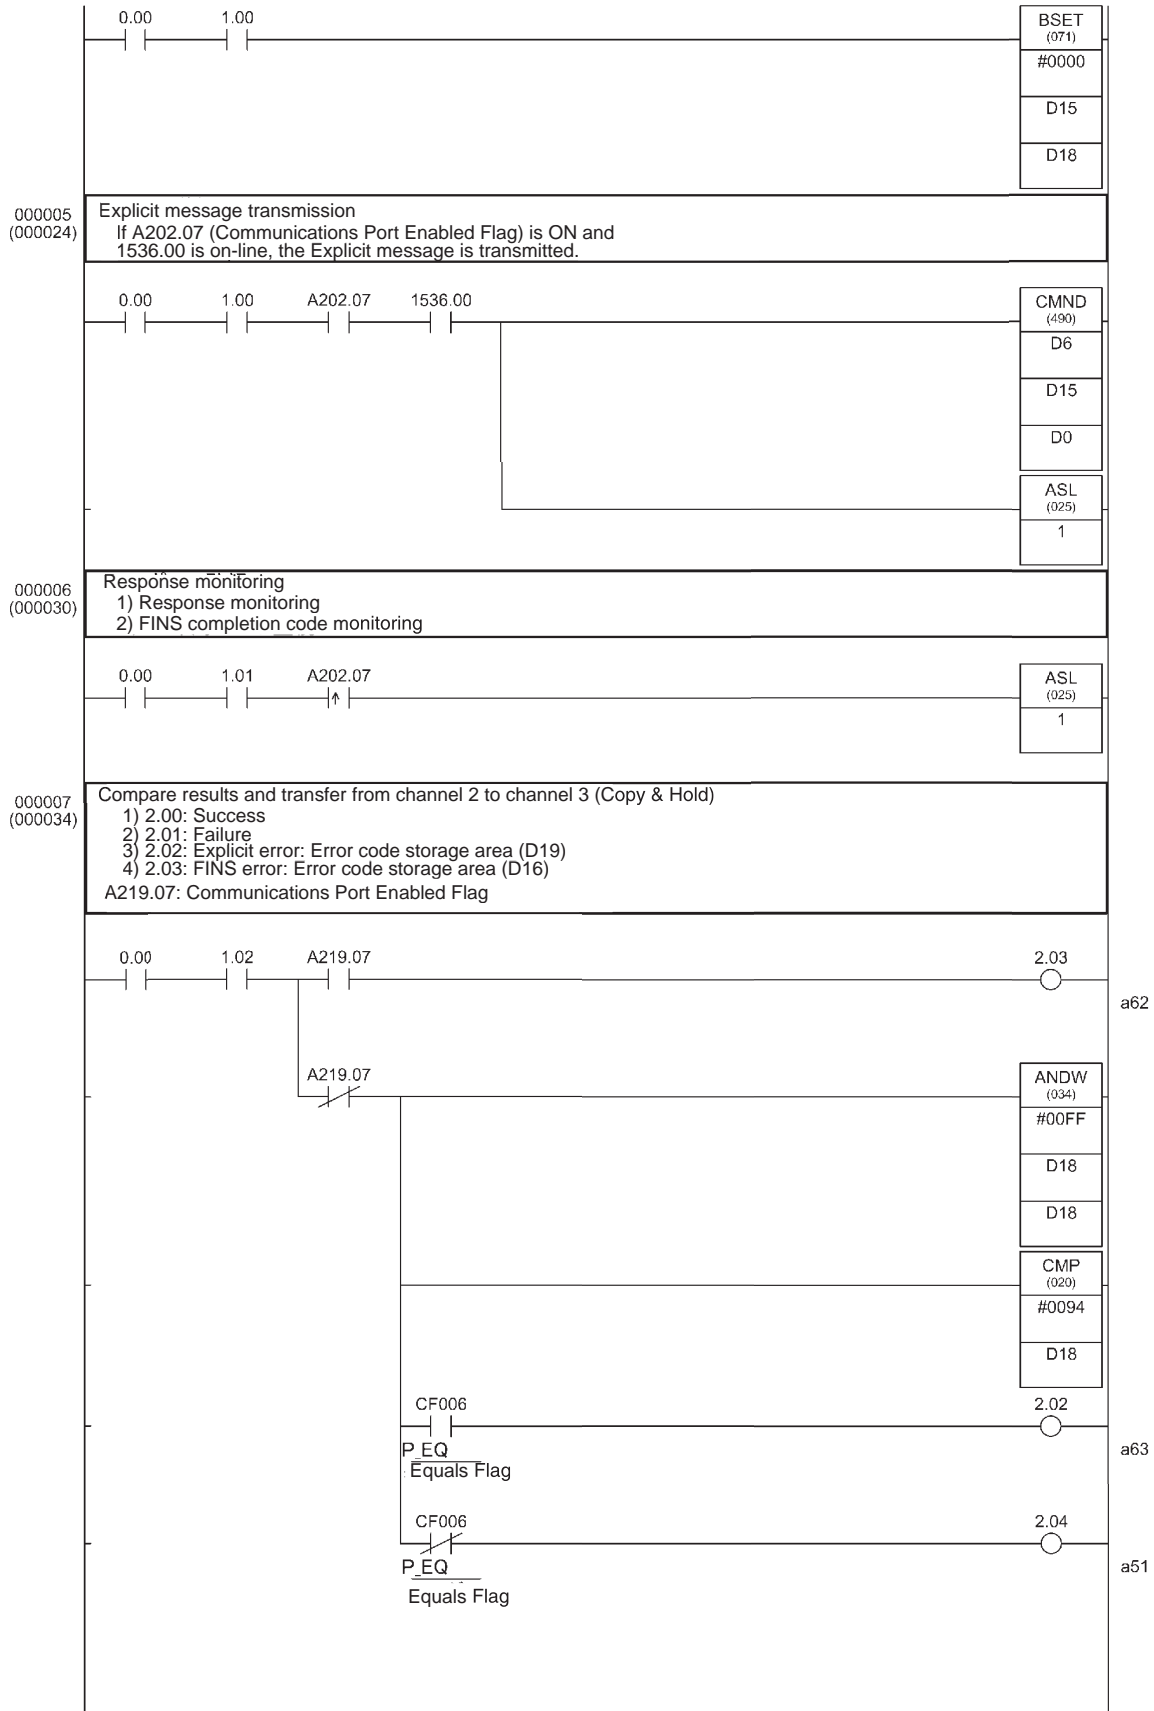 0.00 1.00
BSET
(071)
#0000
D15
D18
000005
(000024)
Explicit message transmission
If A202.07 (Communications Port Enabled Flag) is ON and
1536.00 is on-line, the Explicit message is transmitted.
0.00 1.00 A202.07 1536.00
CMND
(490)
D6
D15
D0
ASL
(025)
1
000006
(000030)
Response monitoring
1) Response monitoring
2) FINS completion code monitoring
0.00 1.01 A202.07
ASL
(025)
1
000007
(000034)
Compare results and transfer from channel 2 to channel 3 (Copy & Hold)
1) 2.00: Success
2) 2.01: Failure
3) 2.02: Explicit error: Error code storage area (D19)
4) 2.03: FINS error: Error code storage area (D16)
A219.07: Communications Port Enabled Flag
0.00 1.02 A219.07 2.03
a62
A219.07
ANDW
(034)
#00FF
D18
D18
CMP
(020)
#0094
D18
CF006 2.02
P_EQ
Equals Flag
a63
CF006 2.04
P_EQ
Equals Flag
a51